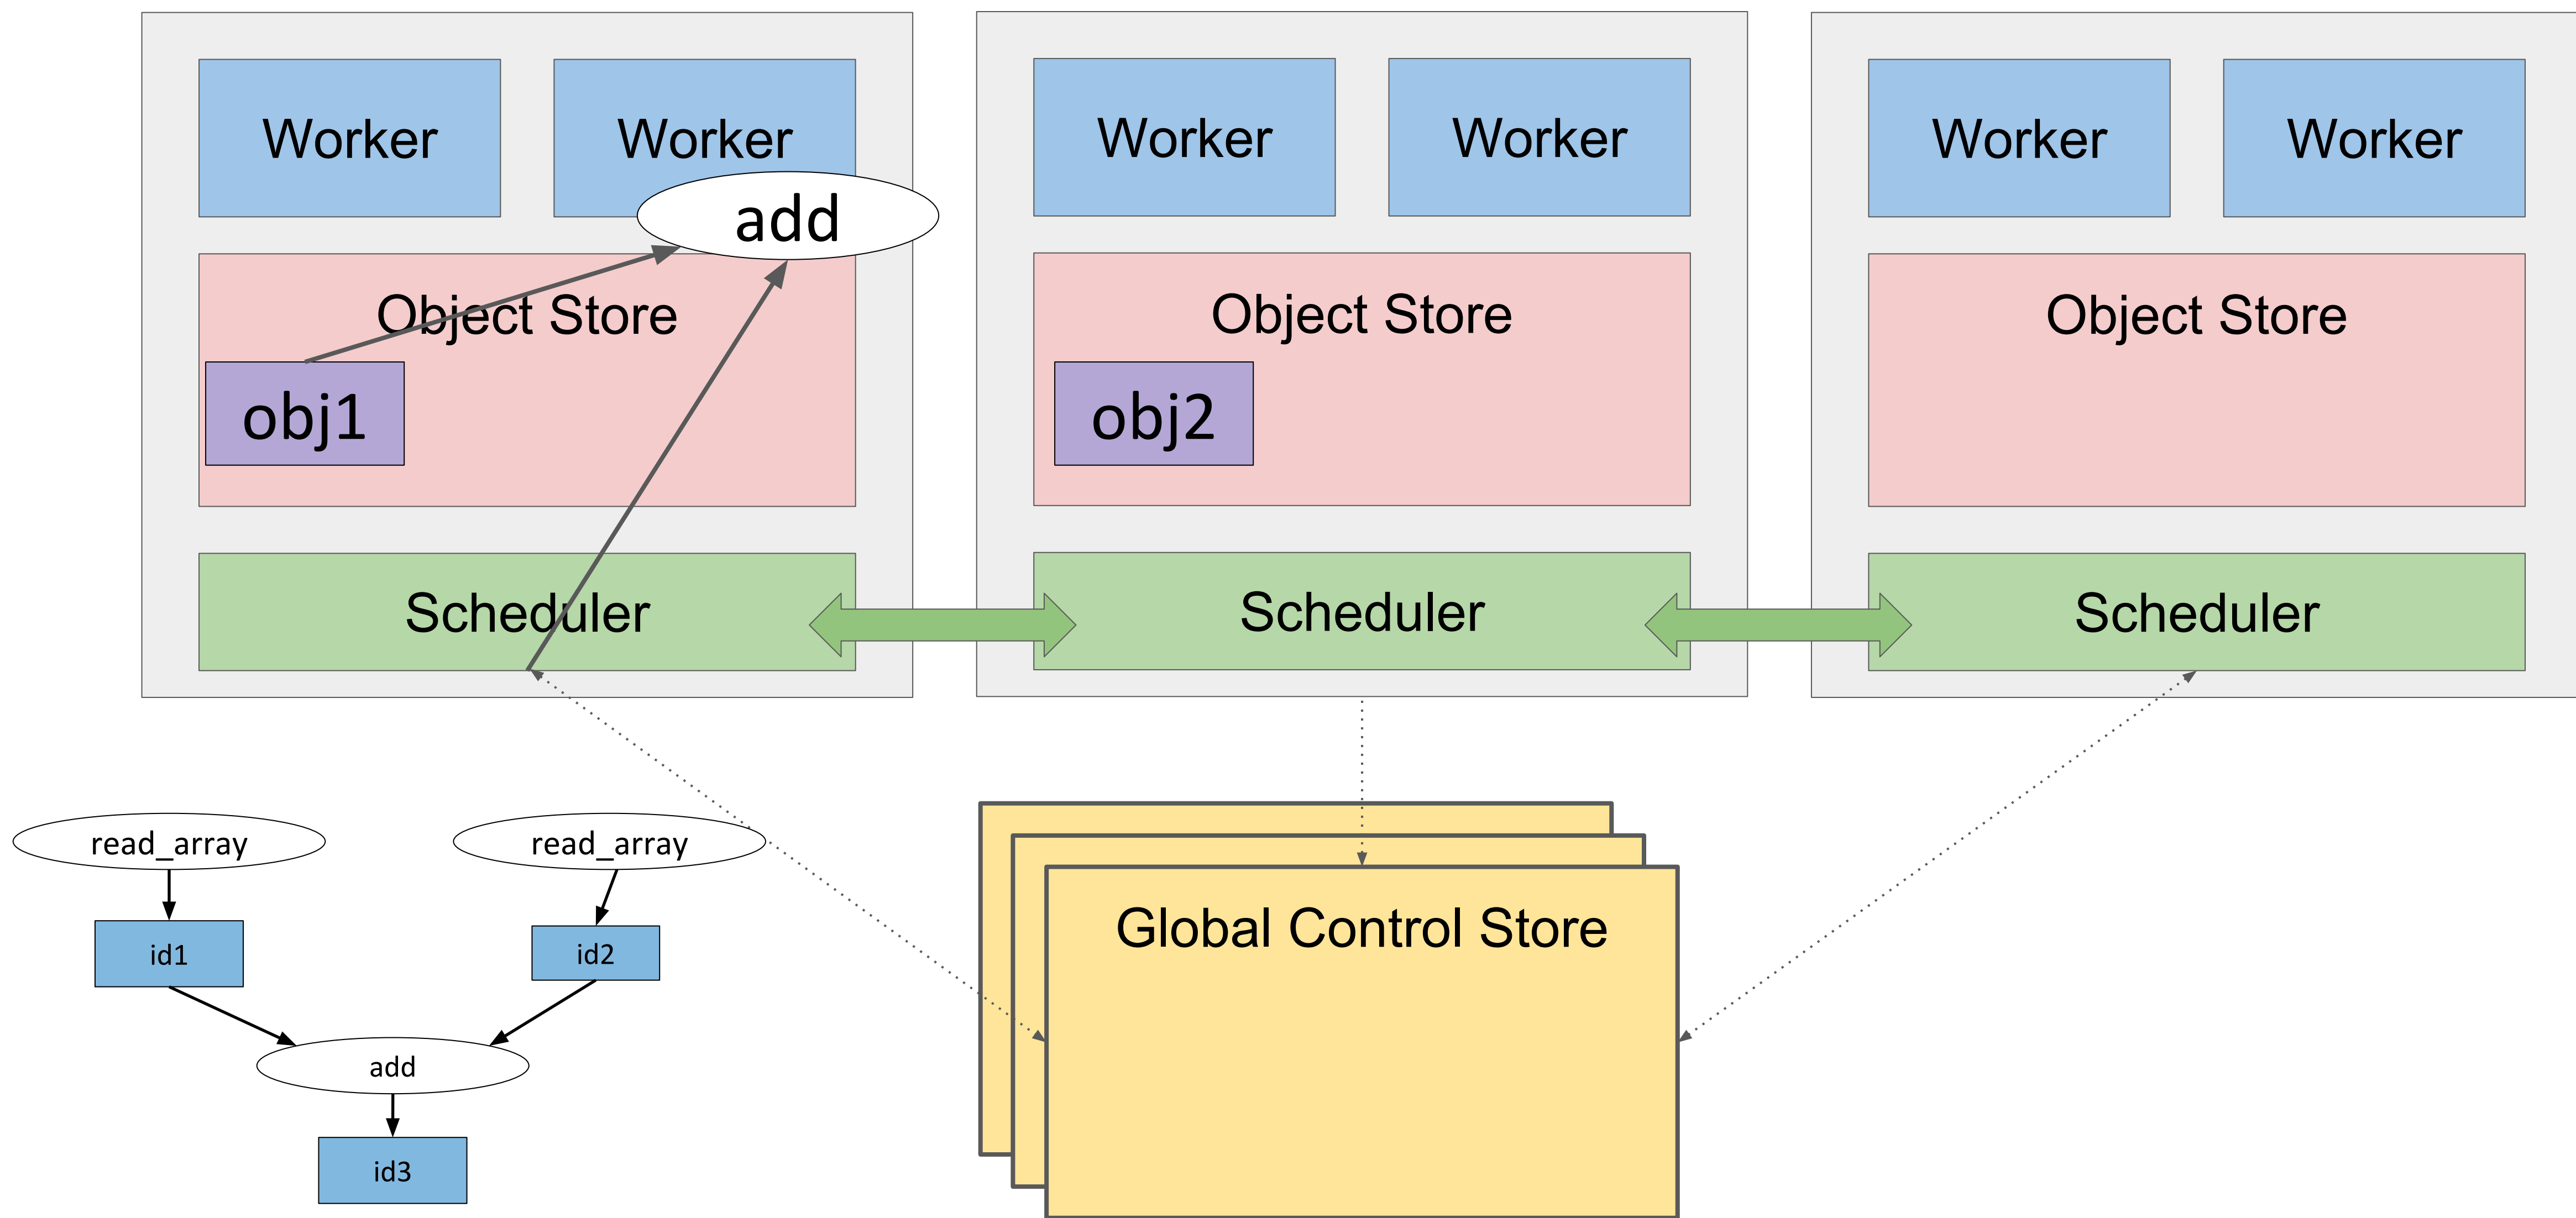 Worker
Worker
Worker
Worker
Worker
Worker
add
Object Store
Object Store
Object Store
obj1
obj2
Scheduler
Scheduler
Scheduler
read_array
read_array
id1
id2
add
id3
Global Control Store